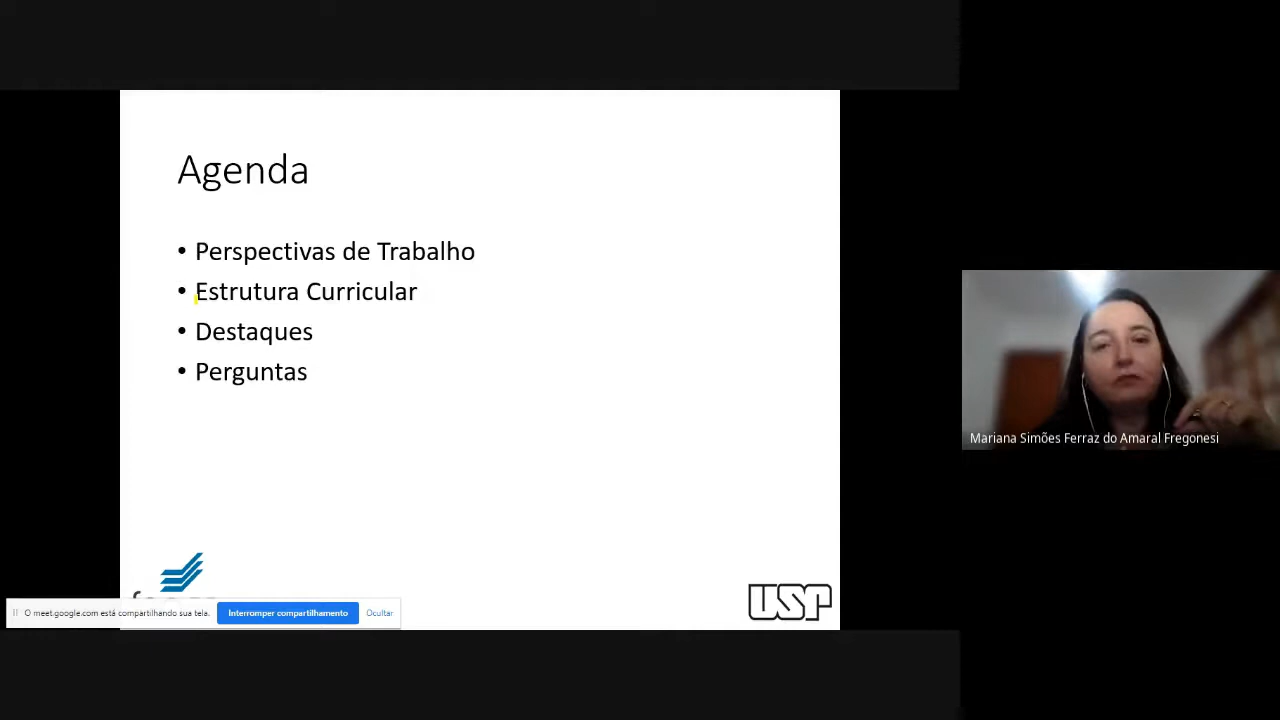 Agenda
• Perspectivas de Trabalho
• Estrutura Curricular
• Destaques
• Perguntas
Mariana Simões Ferraz do Amaral Fregonesi
USP
O meet.google.com está compartilhando sua tela.
Interromper compartilhamento
Ocultar